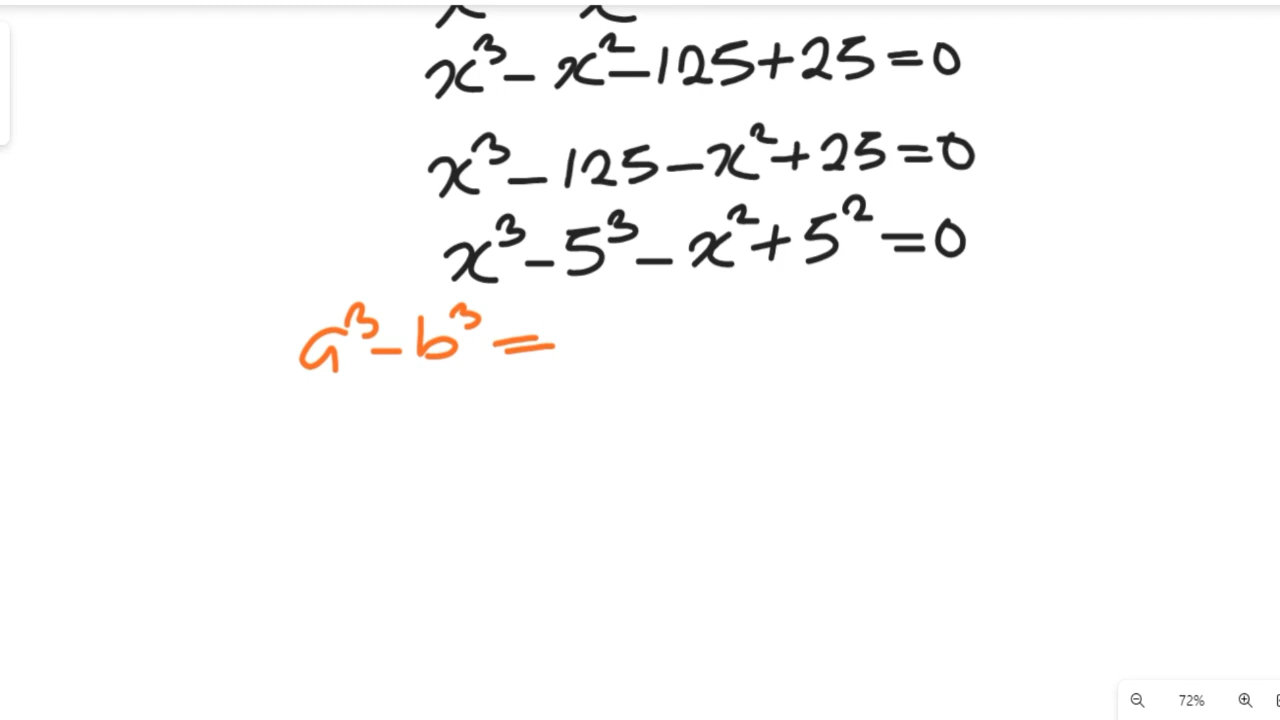 x³ - x² - 125 + 25 = 0
x³ - 125 - x² + 25 = 0
x³ - 5³ - x² + 5² = 0
a³ - b³ =
72%